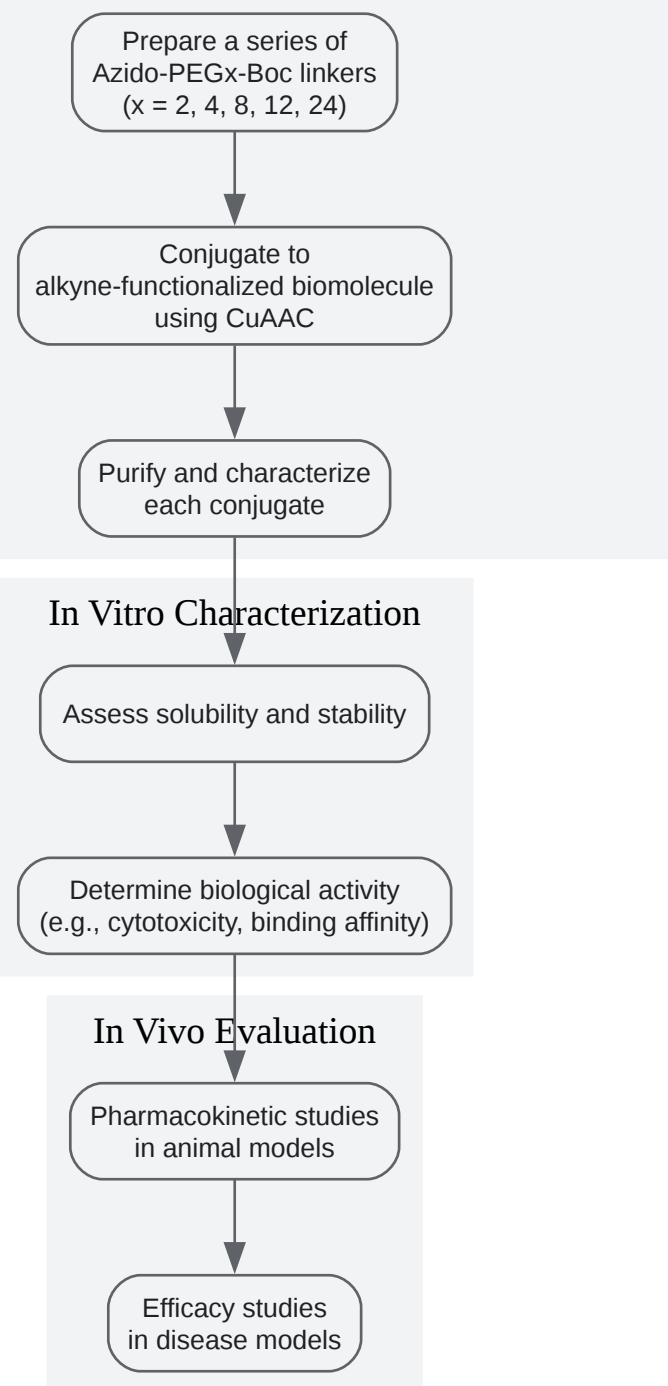 Prepare a series of
Azido-PEGx-Boc linkers
(x = 2, 4, 8, 12, 24)
Conjugate to
alkyne-functionalized biomolecule
using CuAAC
Purify and characterize
each conjugate
In Vitro Characterization
Assess solubility and stability
Determine biological activity
(e.g., cytotoxicity, binding affinity)
In Vivo Evaluation
Pharmacokinetic studies
in animal models
Efficacy studies
in disease models